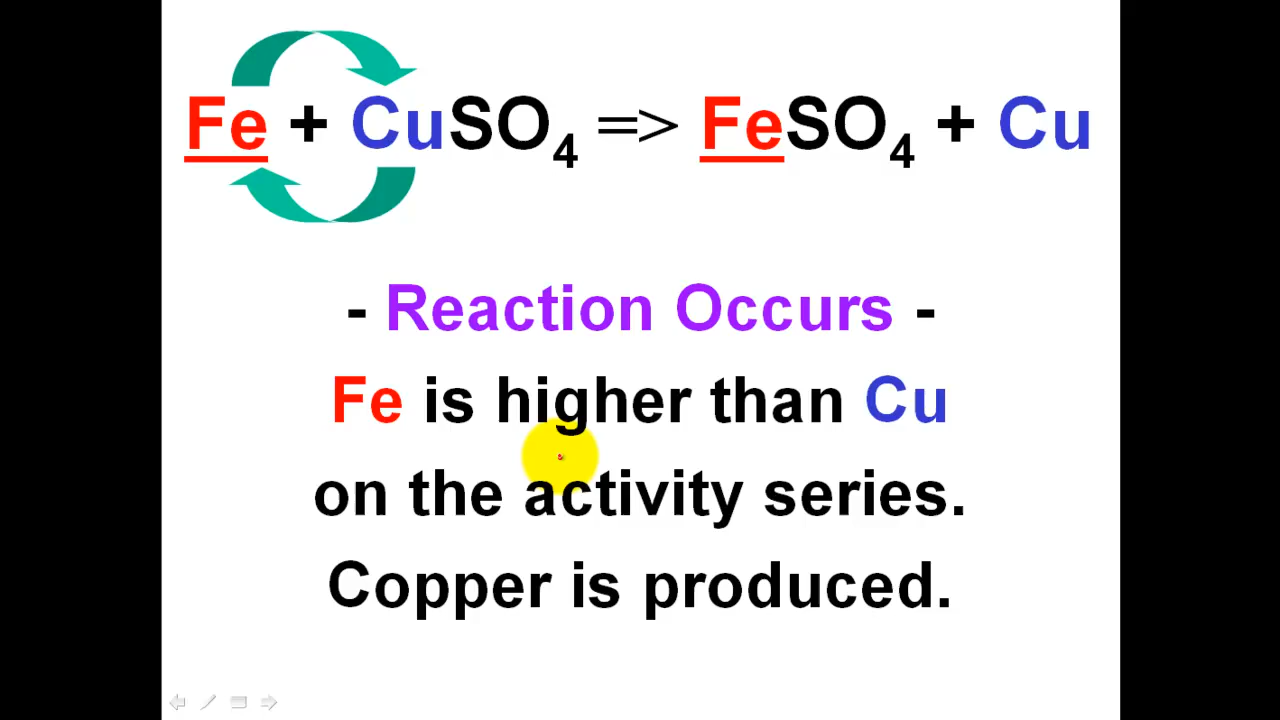 Fe + CuSO₄ => FeSO₄ + Cu
- Reaction Occurs -
Fe is higher than Cu
on the activity series.
Copper is produced.